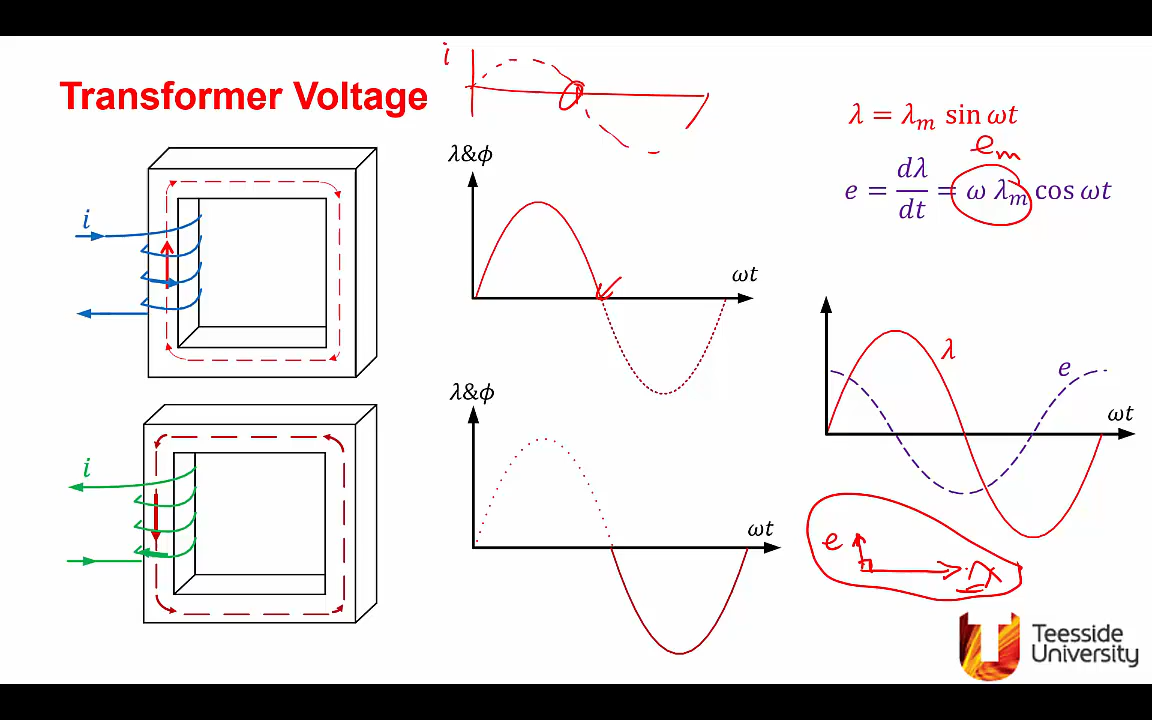 i
Transformer Voltage
λ = λₘ sin ωt
eₘ
e = dλ/dt = ω λₘ cos ωt
λ&ϕ
i
ωt
λ
e
ωt
λ&ϕ
i
ωt
e
λ
Teesside
University